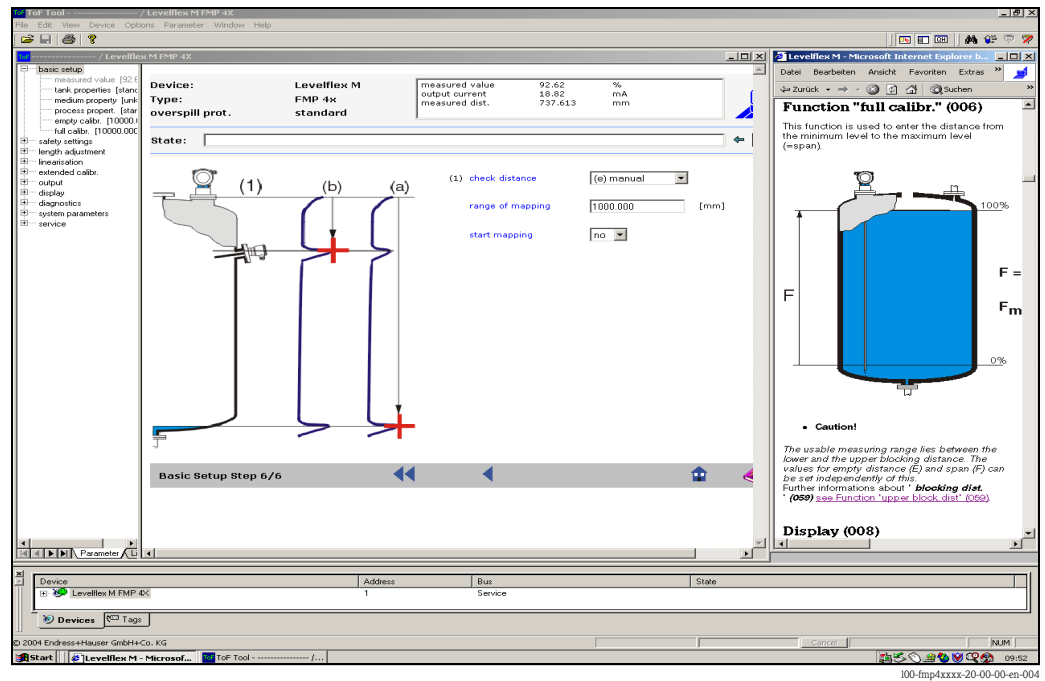 ToF Tool - ---------------- / Levelflex M FMP 4X
File Edit View Device Options Parameter Window Help
---------------- / Levelflex M FMP 4X
basic setup
measured value [92.6
tank properties [stanc
medium property [unk
process propert. [star
empty calibr. [10000.
full calibr. [10000.00C
safety settings
length adjustment
linearisation
extended calibr.
output
display
diagnostics
system parameters
service
Parameter
Device: Levelflex M
Type: FMP 4x
overspill prot. standard
measured value 92.62 %
output current 18.82 mA
measured dist. 737.613 mm
State:
(1) (b) (a)
(1) check distance (e) manual
range of mapping 1000.000 [mm]
start mapping no
Basic Setup Step 6/6
Levelflex M - Microsoft Internet Explorer b...
Datei Bearbeiten Ansicht Favoriten Extras »
Zurück Suchen »
Function "full calibr." (006)
This function is used to enter the distance from
the minimum level to the maximum level
(=span).
100%
F =
F
Fm
0%
• Caution!
The usable measuring range lies between the
lower and the upper blocking distance. The
values for empty distance (E) and span (F) can
be set independently of this.
Further informations about " blocking dist.
" (059) see Function "upper block. dist" (059).
Display (008)
Device Address Bus State
Levelflex M FMP 4X 1 Service
Devices Tags
© 2004 Endress+Hauser GmbH+Co. KG
Cancel
NUM
Start Levelflex M - Microsof... ToF Tool - ---------------- /... 09:52
l00-fmp4xxxx-20-00-00-en-004